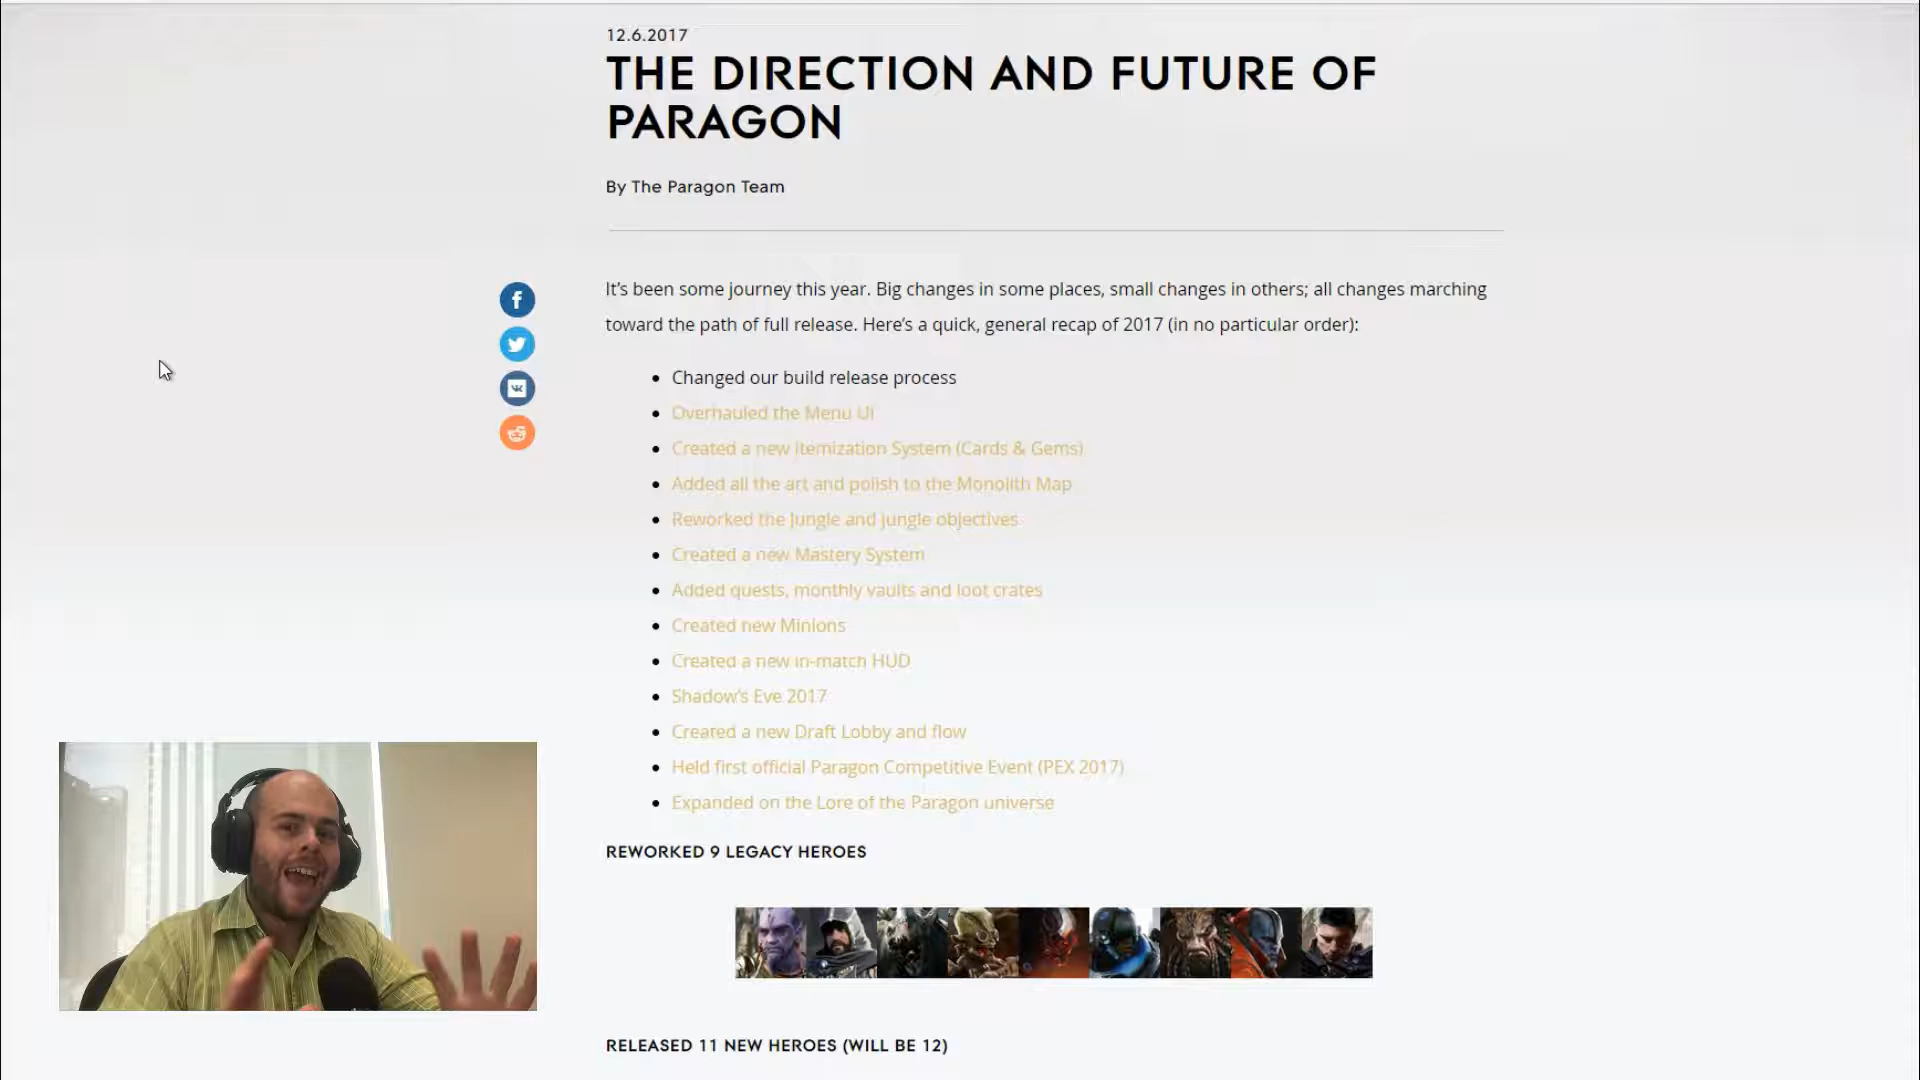 12.6.2017
THE DIRECTION AND FUTURE OF
PARAGON
By The Paragon Team
It's been some journey this year. Big changes in some places, small changes in others; all changes marching
toward the path of full release. Here's a quick, general recap of 2017 (in no particular order):
Changed our build release process
Overhauled the Menu UI
Created a new Itemization System (Cards & Gems)
Added all the art and polish to the Monolith Map
Reworked the Jungle and jungle objectives
Created a new Mastery System
Added quests, monthly vaults and loot crates
Created new Minions
Created a new in-match HUD
Shadow's Eve 2017
Created a new Draft Lobby and flow
Held first official Paragon Competitive Event (PEX 2017)
Expanded on the Lore of the Paragon universe
REWORKED 9 LEGACY HEROES
RELEASED 11 NEW HEROES (WILL BE 12)